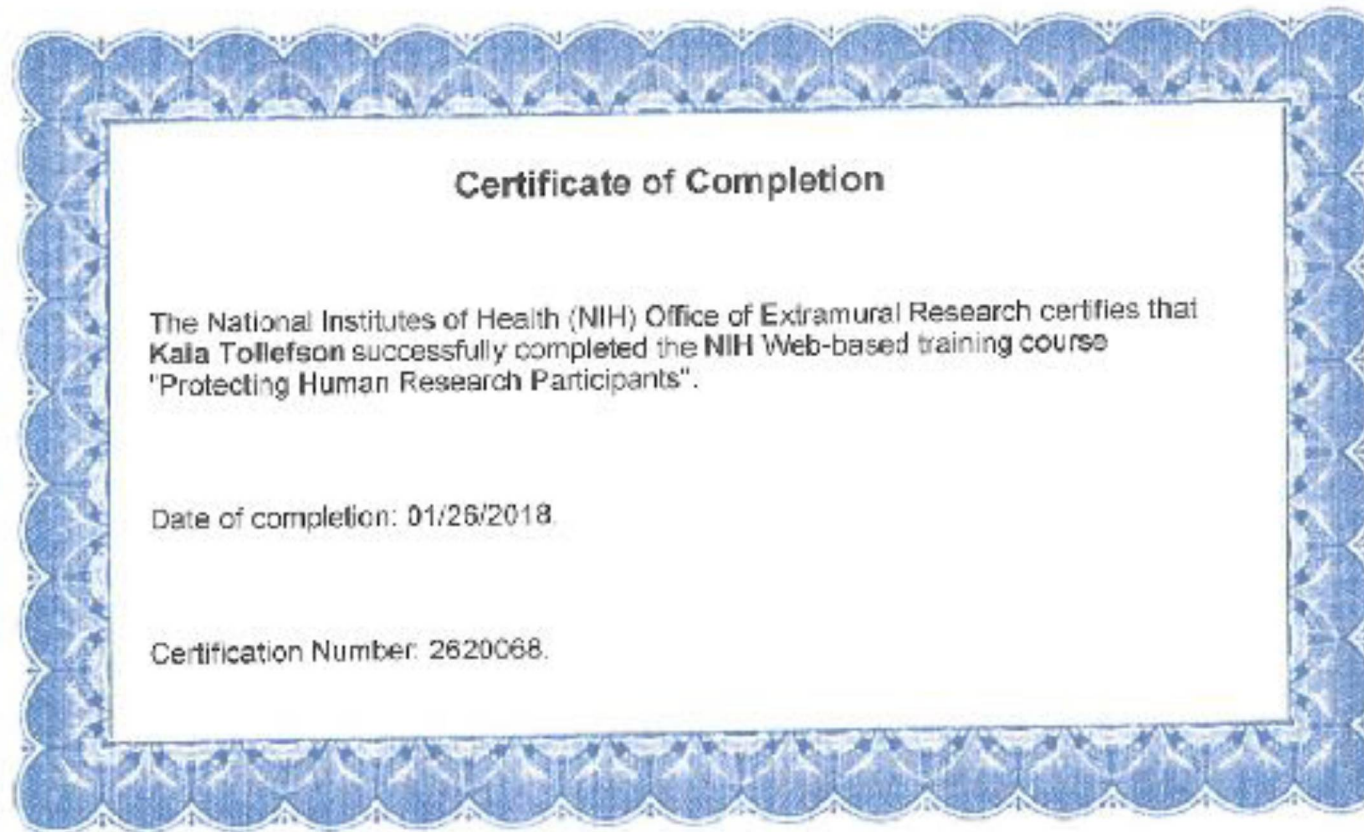 Certificate of Completion
The National Institutes of Health (NIH) Office of Extramural Research certifies that
Kaia Tollefson successfully completed the NIH Web-based training course
"Protecting Human Research Participants".
Date of completion: 01/26/2018.
Certification Number: 2620068.